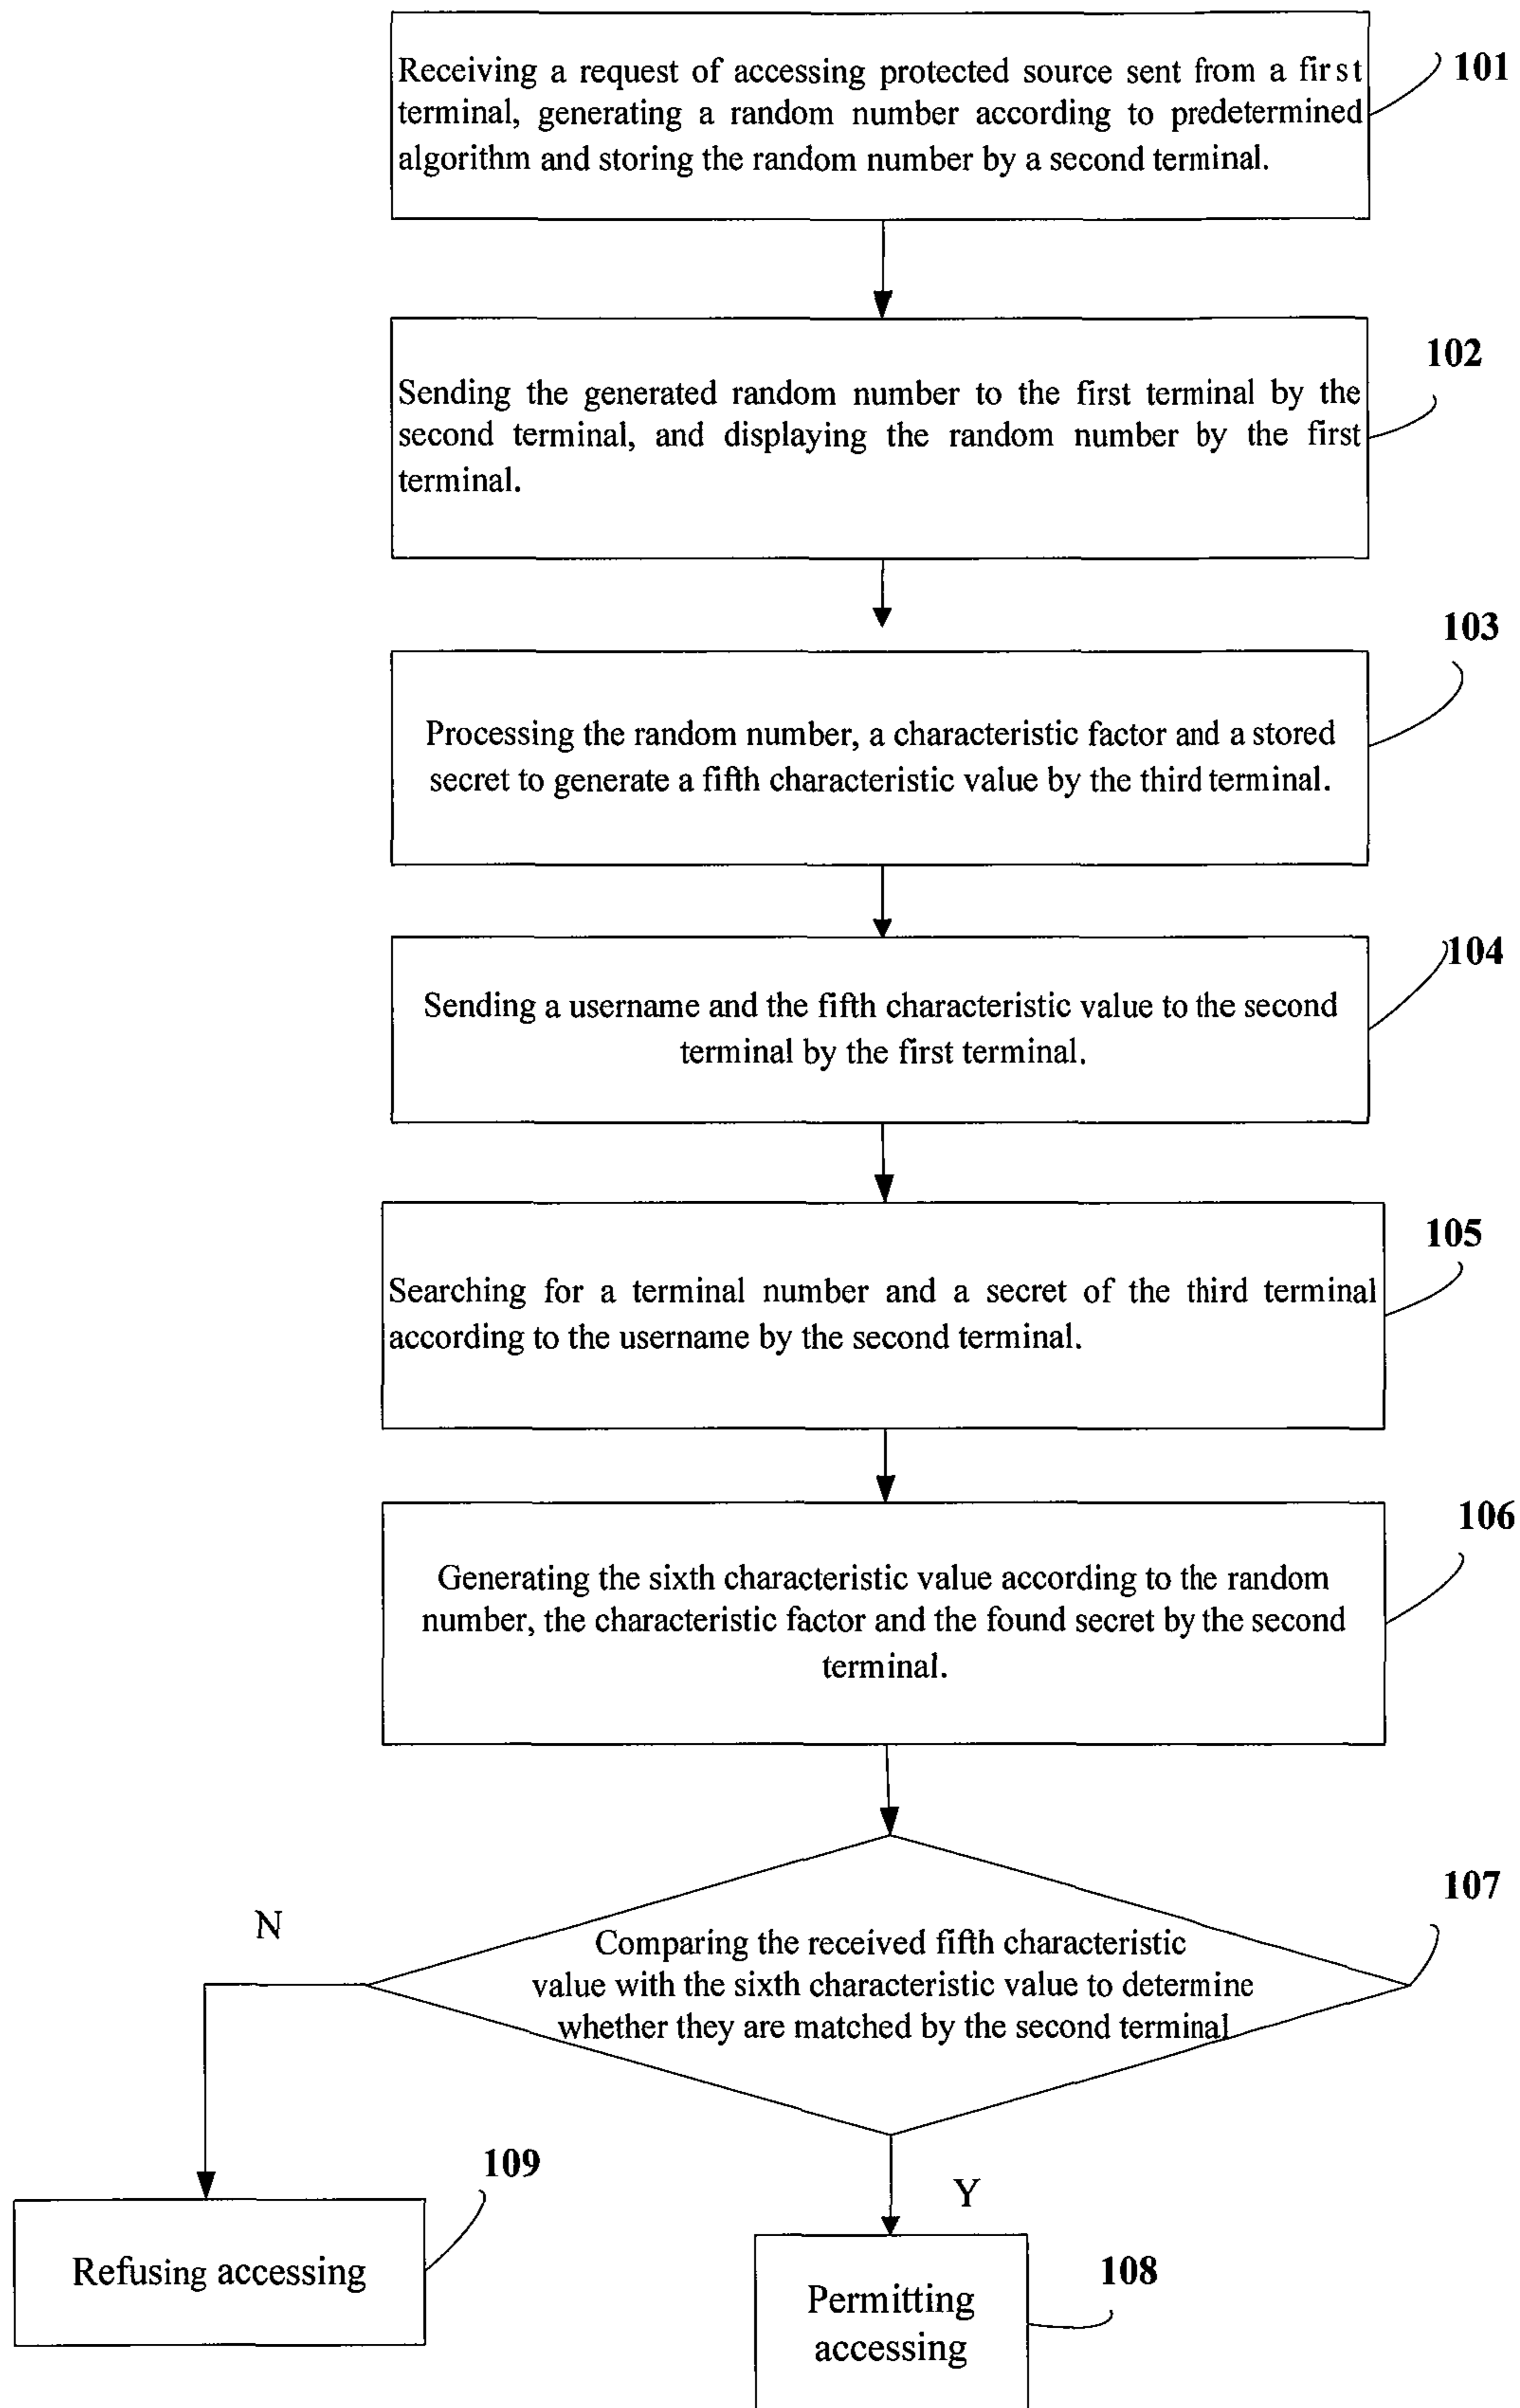 Receiving a request of accessing protected source sent from a first
terminal, generating a random number according to predetermined
algorithm and storing the random number by a second terminal.
101
Sending the generated random number to the first terminal by the
second terminal, and displaying the random number by the first
terminal.
102
Processing the random number, a characteristic factor and a stored
secret to generate a fifth characteristic value by the third terminal.
103
Sending a username and the fifth characteristic value to the second
terminal by the first terminal.
104
Searching for a terminal number and a secret of the third terminal
according to the username by the second terminal.
105
Generating the sixth characteristic value according to the random
number, the characteristic factor and the found secret by the second
terminal.
106
Comparing the received fifth characteristic
value with the sixth characteristic value to determine
whether they are matched by the second terminal
107
N
Y
Refusing accessing
109
Permitting
accessing
108